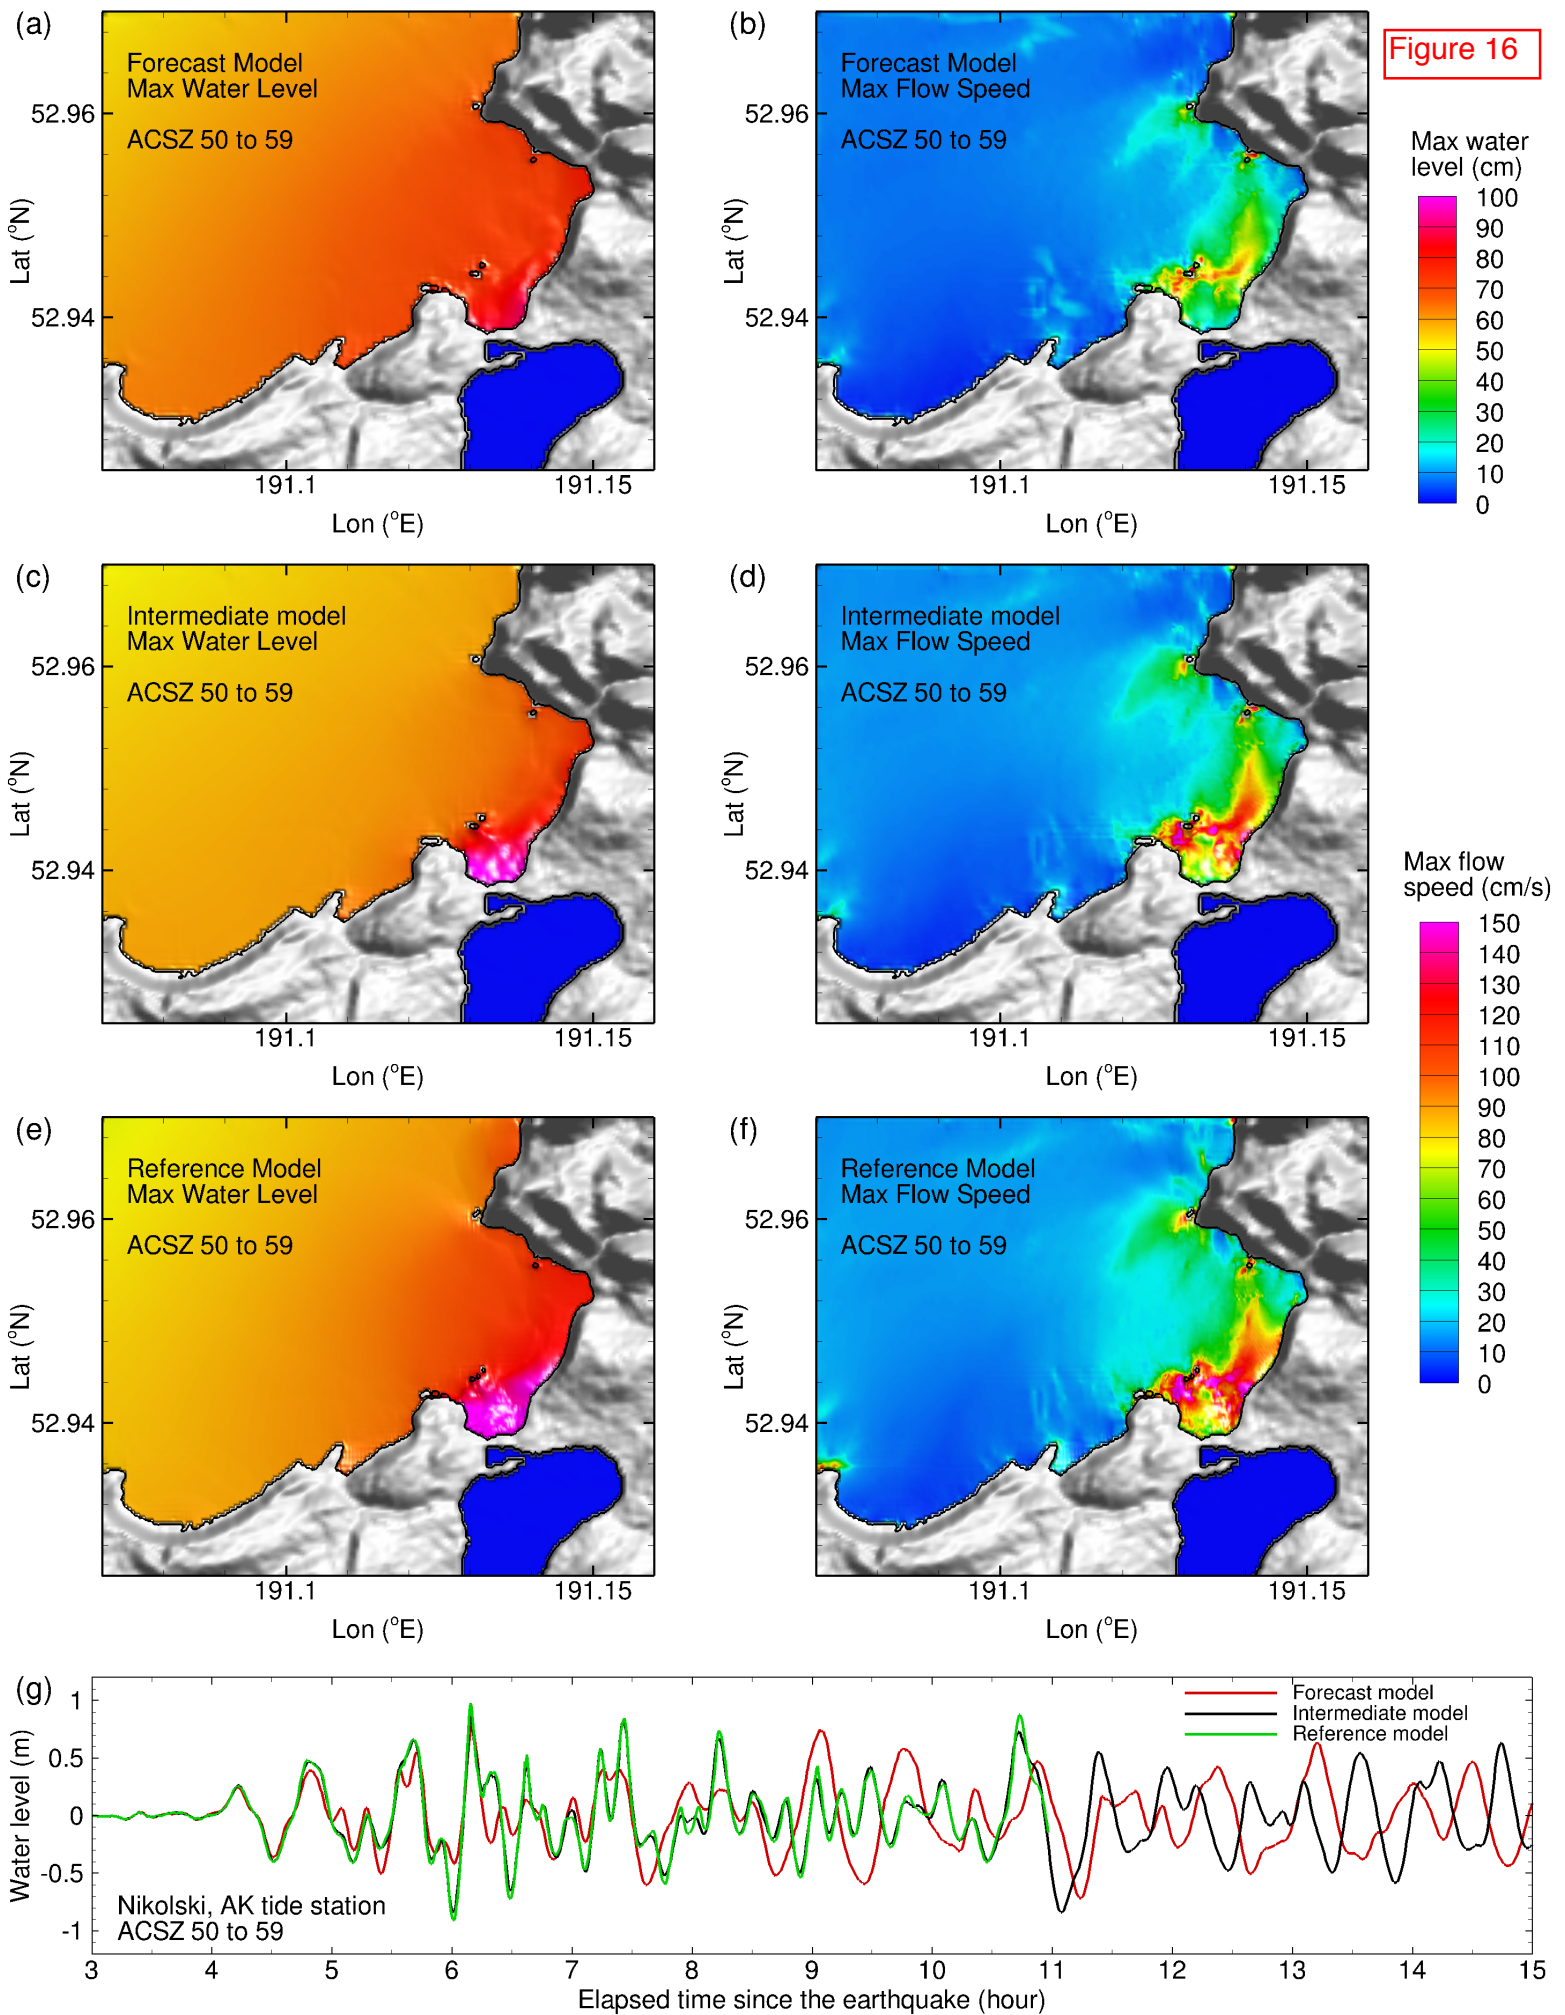 (a)
Forecast Model
Max Water Level
ACSZ 50 to 59
52.96
52.94
Lat (°N)
191.1
191.15
Lon (°E)
(b)
Forecast Model
Max Flow Speed
ACSZ 50 to 59
52.96
52.94
Lat (°N)
191.1
191.15
Lon (°E)
Figure 16
Max water
level (cm)
100
90
80
70
60
50
40
30
20
10
0
(c)
Intermediate model
Max Water Level
ACSZ 50 to 59
52.96
52.94
Lat (°N)
191.1
191.15
Lon (°E)
(d)
Intermediate model
Max Flow Speed
ACSZ 50 to 59
52.96
52.94
Lat (°N)
191.1
191.15
Lon (°E)
Max flow
speed (cm/s)
150
140
130
120
110
100
90
80
70
60
50
40
30
20
10
0
(e)
Reference Model
Max Water Level
ACSZ 50 to 59
52.96
52.94
Lat (°N)
191.1
191.15
Lon (°E)
(f)
Reference Model
Max Flow Speed
ACSZ 50 to 59
52.96
52.94
Lat (°N)
191.1
191.15
Lon (°E)
(g)
Forecast model
Intermediate model
Reference model
1
0.5
0
-0.5
-1
Water level (m)
Nikolski, AK tide station
ACSZ 50 to 59
3 4 5 6 7 8 9 10 11 12 13 14 15
Elapsed time since the earthquake (hour)